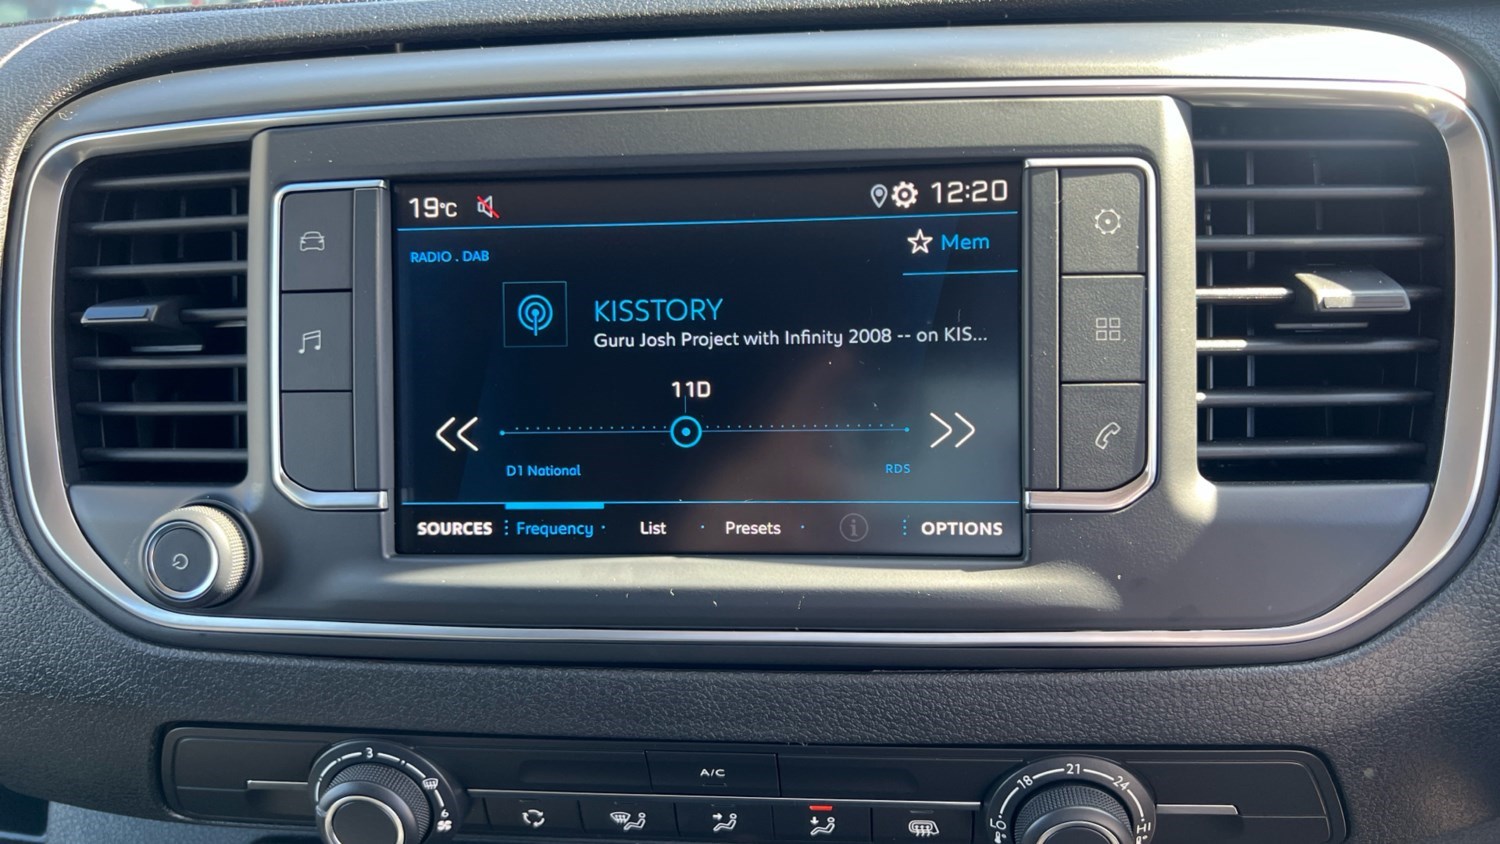 19°C
12:20
RADIO . DAB
Mem
KISSTORY
Guru Josh Project with Infinity 2008 -- on KIS...
11D
D1 National
RDS
SOURCES Frequency List Presets OPTIONS
3
6
A/C
18
21
24
HI